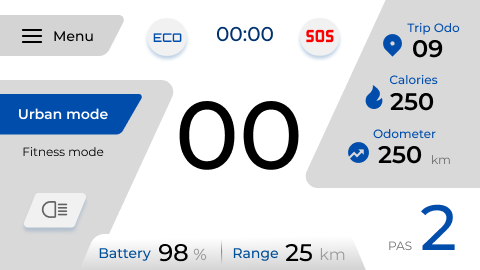 Menu
ECO
00:00
SOS
Trip Odo
09
Calories
250
Odometer
250 km
Urban mode
Fitness mode
00
PAS 2
Battery 98 % Range 25 km